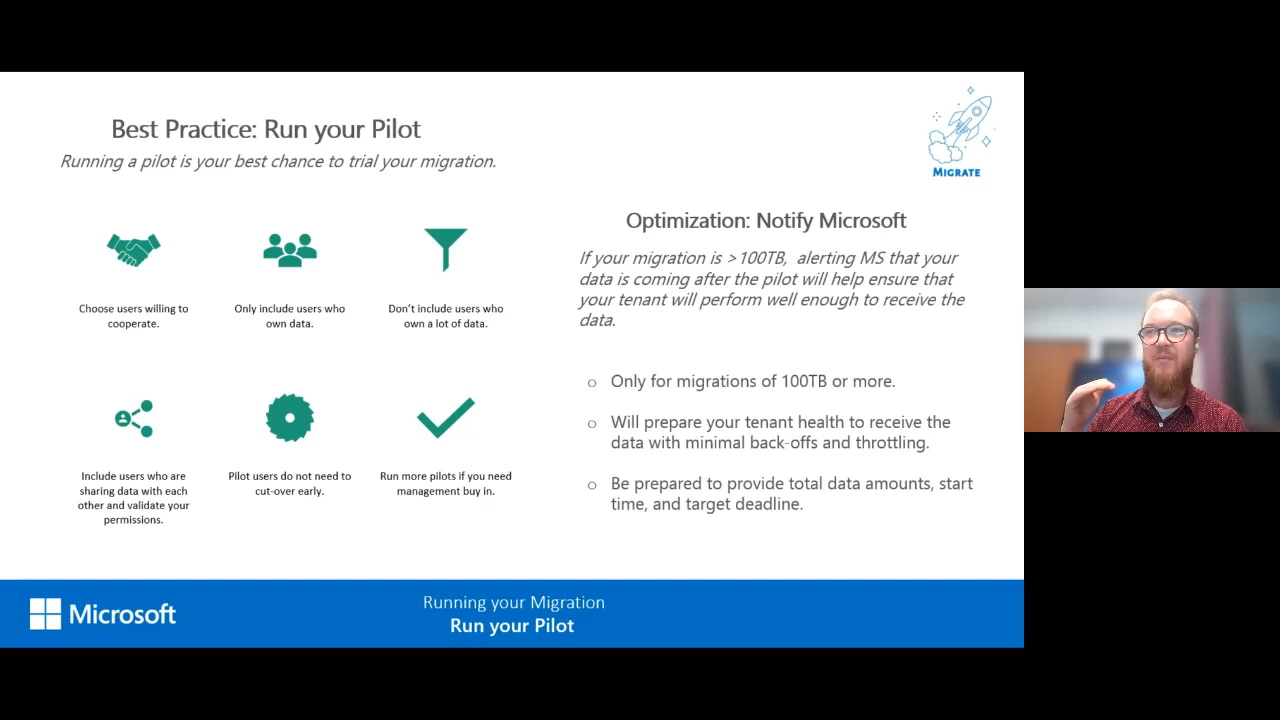 Best Practice: Run your Pilot
Running a pilot is your best chance to trial your migration.
MIGRATE
Choose users willing to
cooperate.
Only include users who
own data.
Don't include users who
own a lot of data.
Include users who are
sharing data with each
other and validate your
permissions.
Pilot users do not need to
cut-over early.
Run more pilots if you need
management buy in.
Optimization: Notify Microsoft
If your migration is >100TB, alerting MS that your
data is coming after the pilot will help ensure that
your tenant will perform well enough to receive the
data.
o Only for migrations of 100TB or more.
o Will prepare your tenant health to receive the
data with minimal back-offs and throttling.
o Be prepared to provide total data amounts, start
time, and target deadline.
Microsoft
Running your Migration
Run your Pilot